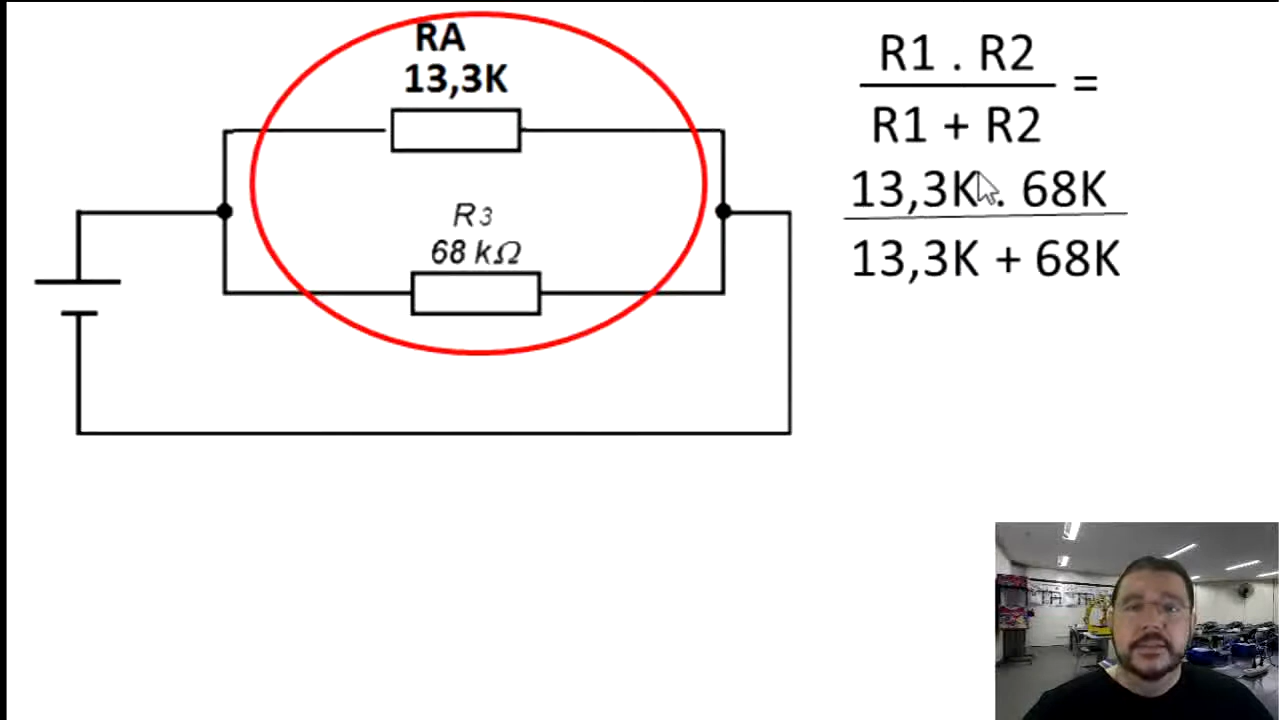 RA
13,3K
R3
68 kΩ
R1 . R2
=
R1 + R2
13,3K . 68K
13,3K + 68K